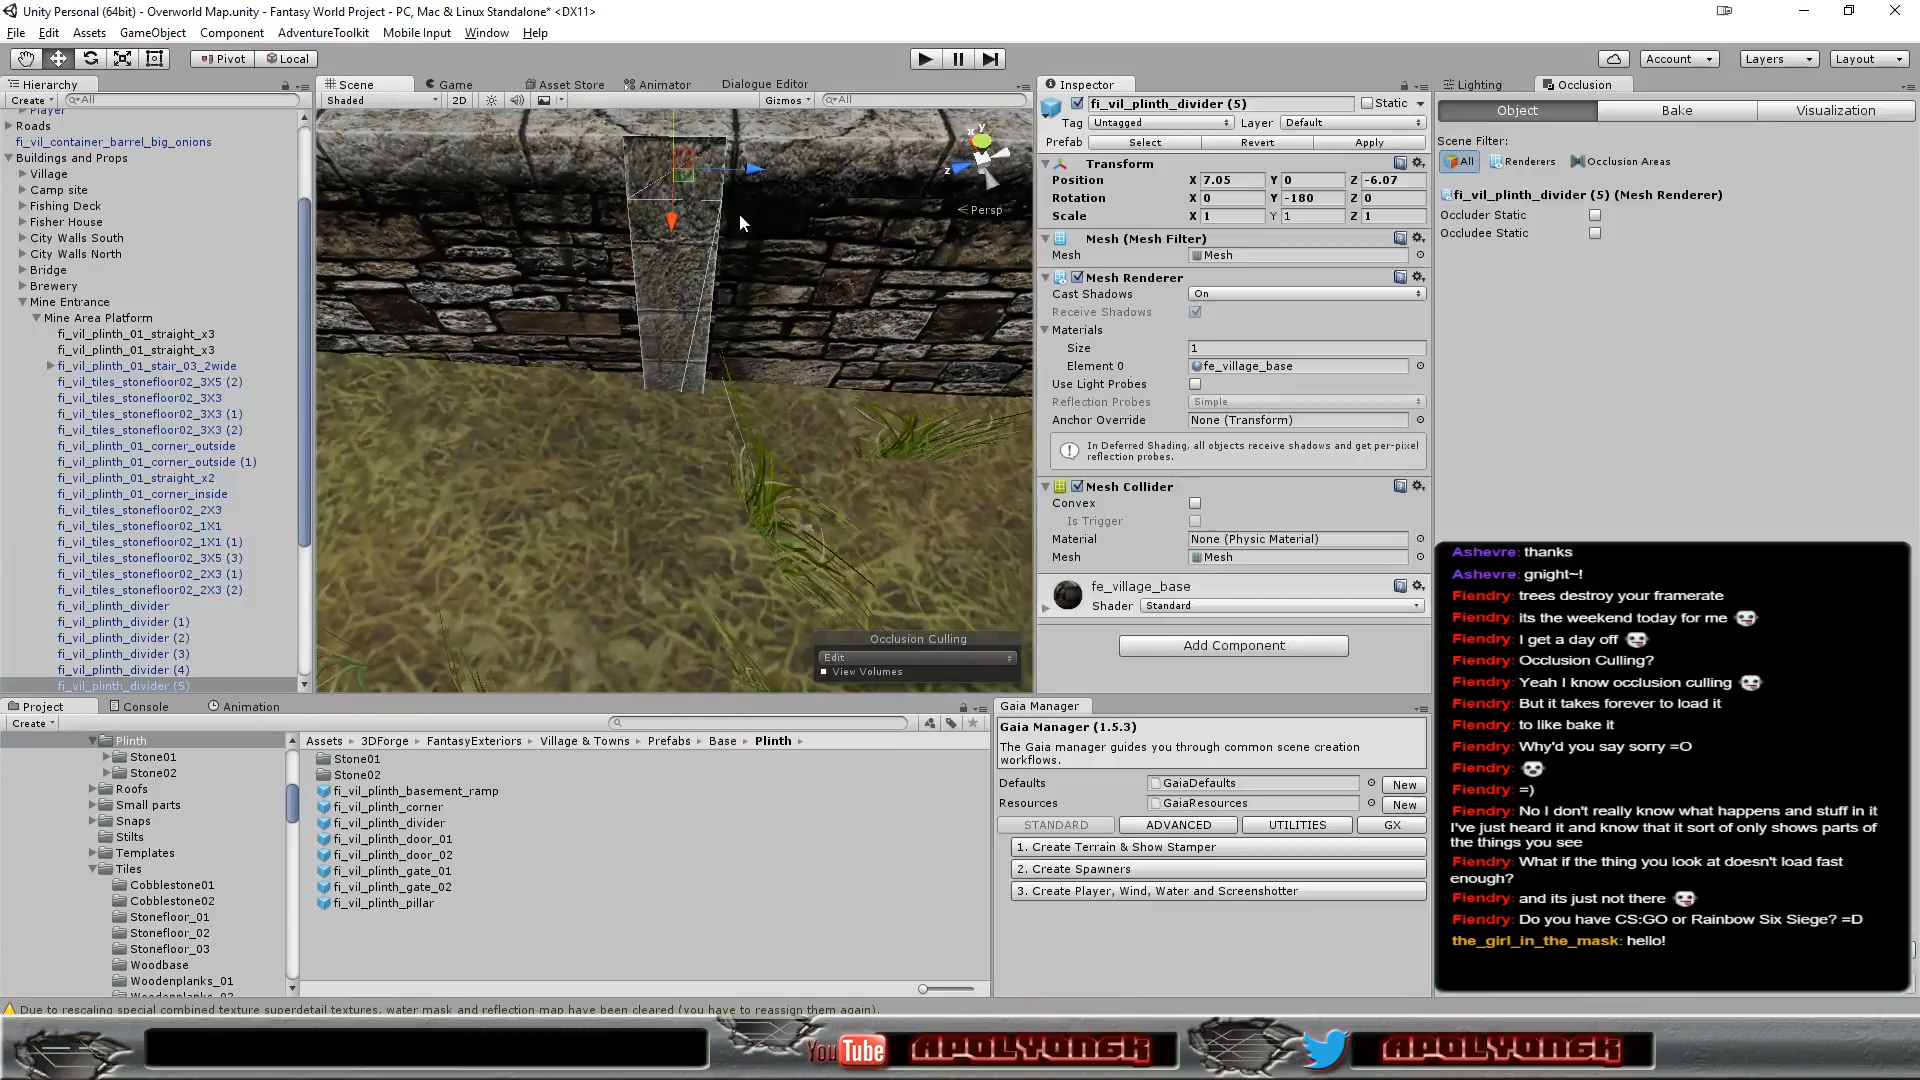 Unity Personal (64bit) - Overworld Map.unity - Fantasy World Project - PC, Mac & Linux Standalone* <DX11>
File Edit Assets GameObject Component AdventureToolkit Mobile Input Window Help
Pivot Local Account Layers Layout
Hierarchy
Create All
Player
Roads
fi_vil_container_barrel_big_onions
Buildings and Props
Village
Camp site
Fishing Deck
Fisher House
City Walls South
City Walls North
Bridge
Brewery
Mine Entrance
Mine Area Platform
fi_vil_plinth_01_straight_x3
fi_vil_plinth_01_straight_x3
fi_vil_plinth_01_stair_03_2wide
fi_vil_tiles_stonefloor02_3X5 (2)
fi_vil_tiles_stonefloor02_3X3
fi_vil_tiles_stonefloor02_3X3 (1)
fi_vil_tiles_stonefloor02_3X3 (2)
fi_vil_plinth_01_corner_outside
fi_vil_plinth_01_corner_outside (1)
fi_vil_plinth_01_straight_x2
fi_vil_plinth_01_corner_inside
fi_vil_tiles_stonefloor02_2X3
fi_vil_tiles_stonefloor02_1X1
fi_vil_tiles_stonefloor02_1X1 (1)
fi_vil_tiles_stonefloor02_3X5 (3)
fi_vil_tiles_stonefloor02_2X3 (1)
fi_vil_tiles_stonefloor02_2X3 (2)
fi_vil_plinth_divider
fi_vil_plinth_divider (1)
fi_vil_plinth_divider (2)
fi_vil_plinth_divider (3)
fi_vil_plinth_divider (4)
fi_vil_plinth_divider (5)
Scene Game Asset Store Animator Dialogue Editor
Shaded 2D Gizmos All
y
x
z
Persp
Occlusion Culling
Edit
View Volumes
Inspector
fi_vil_plinth_divider (5) Static
Tag Untagged Layer Default
Prefab Select Revert Apply
Transform
Position X 7.05 Y 0 Z -6.07
Rotation X 0 Y -180 Z 0
Scale X 1 Y 1 Z 1
Mesh (Mesh Filter)
Mesh Mesh
Mesh Renderer
Cast Shadows On
Receive Shadows
Materials
Size 1
Element 0 fe_village_base
Use Light Probes
Reflection Probes Simple
Anchor Override None (Transform)
In Deferred Shading, all objects receive shadows and get per-pixel
reflection probes.
Mesh Collider
Convex
Is Trigger
Material None (Physic Material)
Mesh Mesh
fe_village_base
Shader Standard
Add Component
Lighting Occlusion
Object Bake Visualization
Scene Filter:
All Renderers Occlusion Areas
fi_vil_plinth_divider (5) (Mesh Renderer)
Occluder Static
Occludee Static
Ashevre: thanks
Ashevre: gnight~!
Fiendry: trees destroy your framerate
Fiendry: its the weekend today for me
Fiendry: I get a day off
Fiendry: Occlusion Culling?
Fiendry: Yeah I know occlusion culling
Fiendry: But it takes forever to load it
Fiendry: to like bake it
Fiendry: Why'd you say sorry =O
Fiendry:
Fiendry: =)
Fiendry: No I don't really know what happens and stuff in it
I've just heard it and know that it sort of only shows parts of
the things you see
Fiendry: What if the thing you look at doesn't load fast
enough?
Fiendry: and its just not there
Fiendry: Do you have CS:GO or Rainbow Six Siege? =D
the_girl_in_the_mask: hello!
Project Console Animation
Create
Plinth
Stone01
Stone02
Roofs
Small parts
Snaps
Stilts
Templates
Tiles
Cobblestone01
Cobblestone02
Stonefloor_01
Stonefloor_02
Stonefloor_03
Woodbase
Woodenplanks_01
Woodenplanks_02
Assets 3DForge FantasyExteriors Village & Towns Prefabs Base Plinth
Stone01
Stone02
fi_vil_plinth_basement_ramp
fi_vil_plinth_corner
fi_vil_plinth_divider
fi_vil_plinth_door_01
fi_vil_plinth_door_02
fi_vil_plinth_gate_01
fi_vil_plinth_gate_02
fi_vil_plinth_pillar
Gaia Manager
Gaia Manager (1.5.3)
The Gaia manager guides you through common scene creation
workflows.
Defaults GaiaDefaults New
Resources GaiaResources New
STANDARD ADVANCED UTILITIES GX
1. Create Terrain & Show Stamper
2. Create Spawners
3. Create Player, Wind, Water and Screenshotter
Due to rescaling special combined texture superdetail textures, water mask and reflection map have been cleared (you have to reassign them again).
YouTube APOLYONGK APOLYONGK